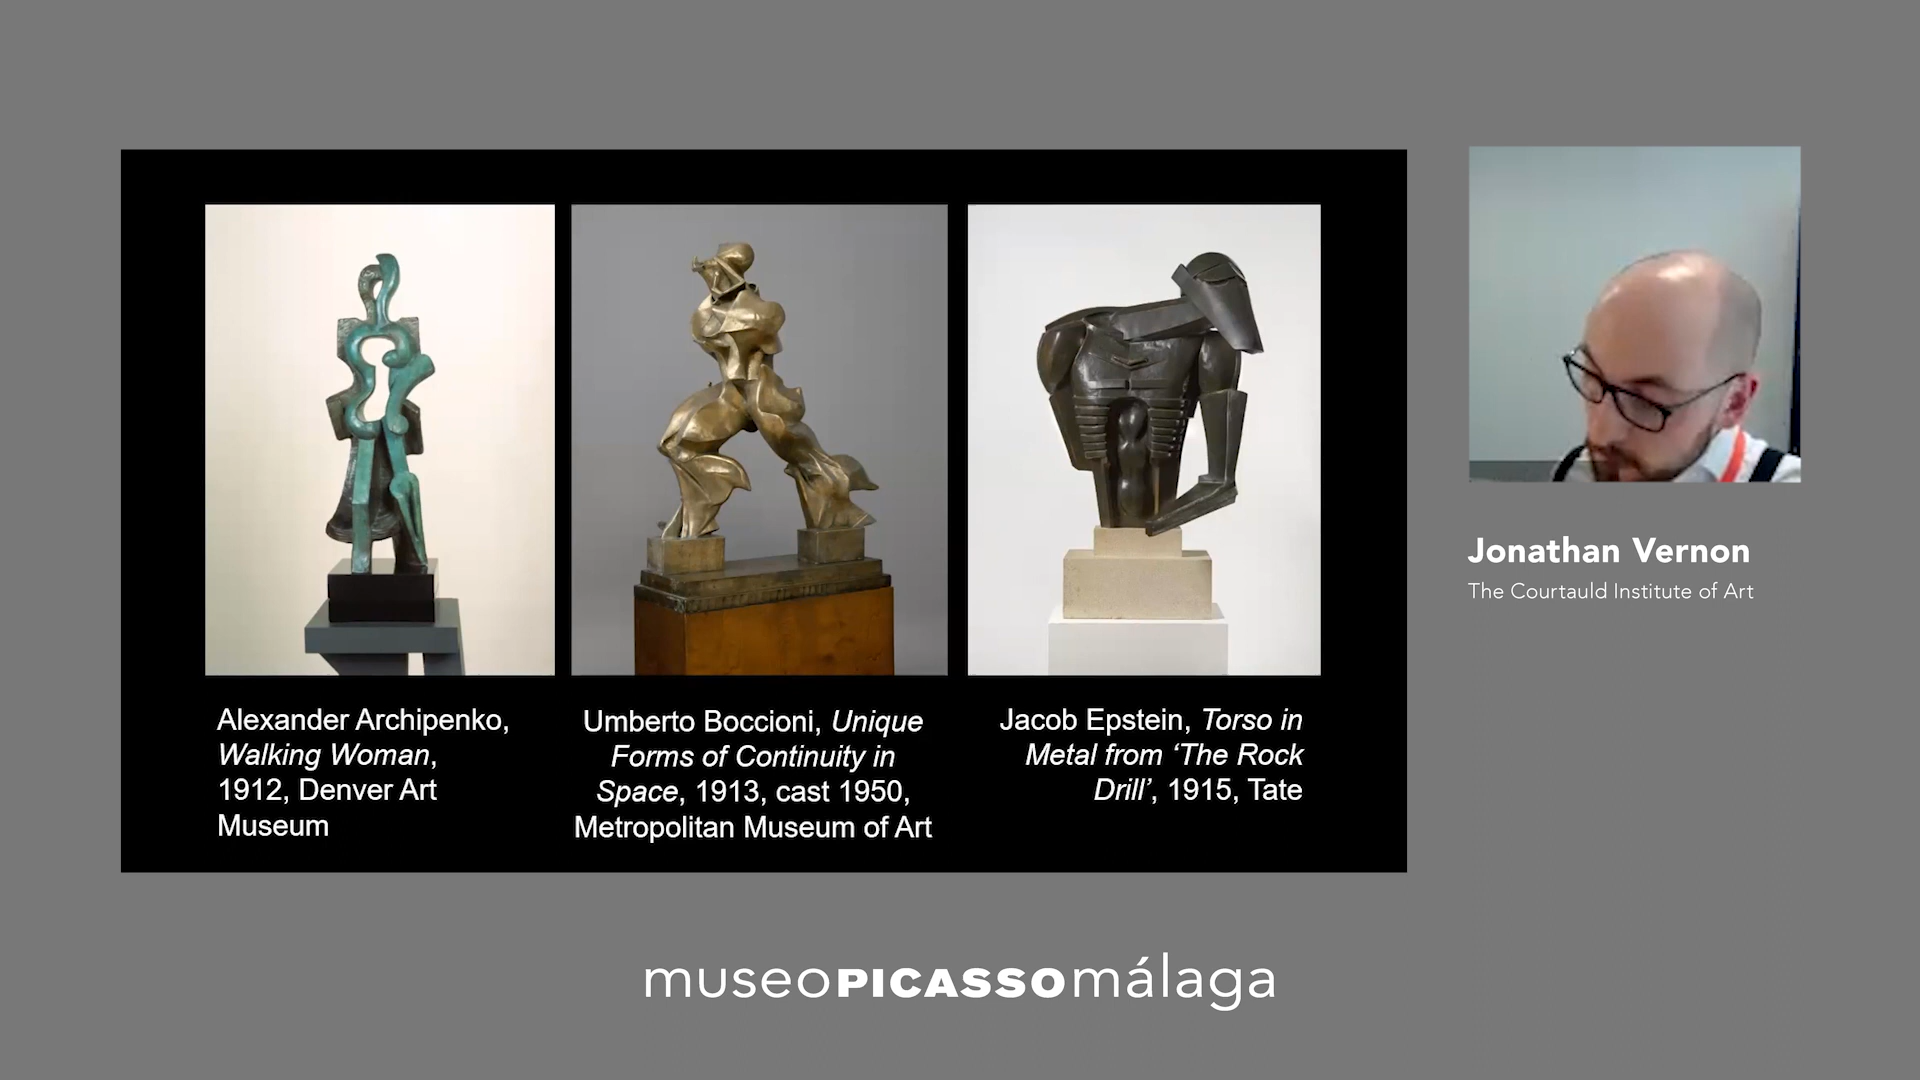 Alexander Archipenko,
Walking Woman,
1912, Denver Art
Museum
Umberto Boccioni, Unique
Forms of Continuity in
Space, 1913, cast 1950,
Metropolitan Museum of Art
Jacob Epstein, Torso in
Metal from ‘The Rock
Drill’, 1915, Tate
Jonathan Vernon
The Courtauld Institute of Art
museoPICASSOmálaga